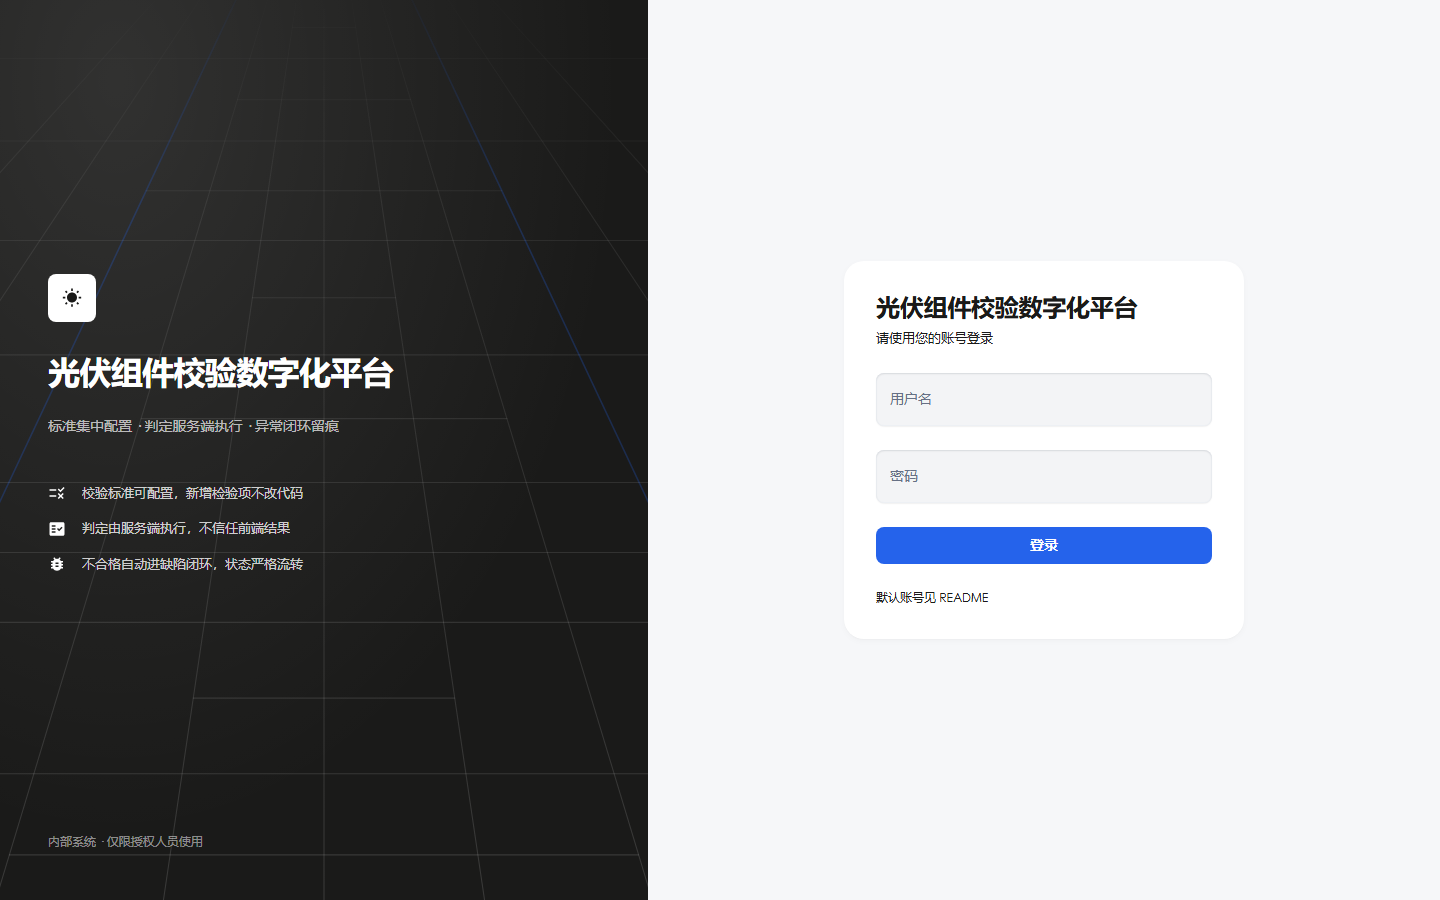 光伏组件校验数字化平台
标准集中配置 · 判定服务端执行 · 异常闭环留痕
校验标准可配置，新增检验项不改代码
判定由服务端执行，不信任前端结果
不合格自动进缺陷闭环，状态严格流转
内部系统 · 仅限授权人员使用
光伏组件校验数字化平台
请使用您的账号登录
用户名
密码
登录
默认账号见 README